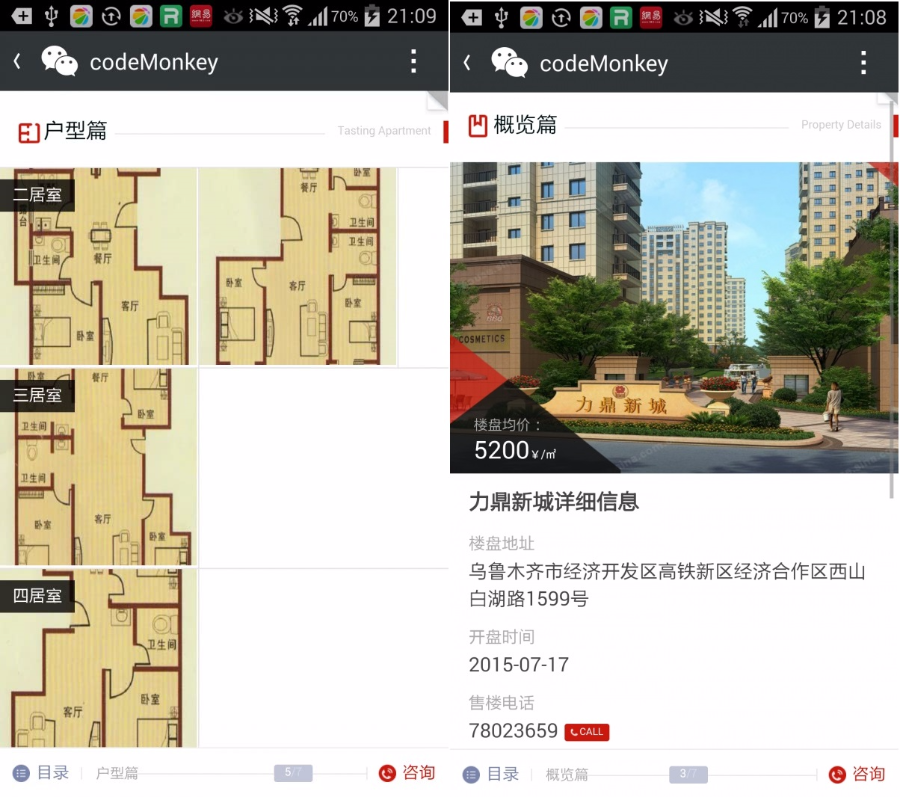 70% 21:09
codeMonkey
户型篇
Tasting Apartment
二居室
餐厅
卧室
卫生间
卫生间
卫生间
餐厅
卧室
客厅
客厅
卧室
卧室
三居室
餐厅
卧室
卧室
卫生间
卫生间
卧室
客厅
卧室
四居室
卫生间
卧室
客厅
目录
户型篇
5/7
咨询
70% 21:08
codeMonkey
概览篇
Property Details
COSMETICS
力鼎新城
楼盘均价：
5200¥/㎡
力鼎新城详细信息
楼盘地址
乌鲁木齐市经济开发区高铁新区经济合作区西山
白湖路1599号
开盘时间
2015-07-17
售楼电话
78023659 CALL
目录
概览篇
3/7
咨询